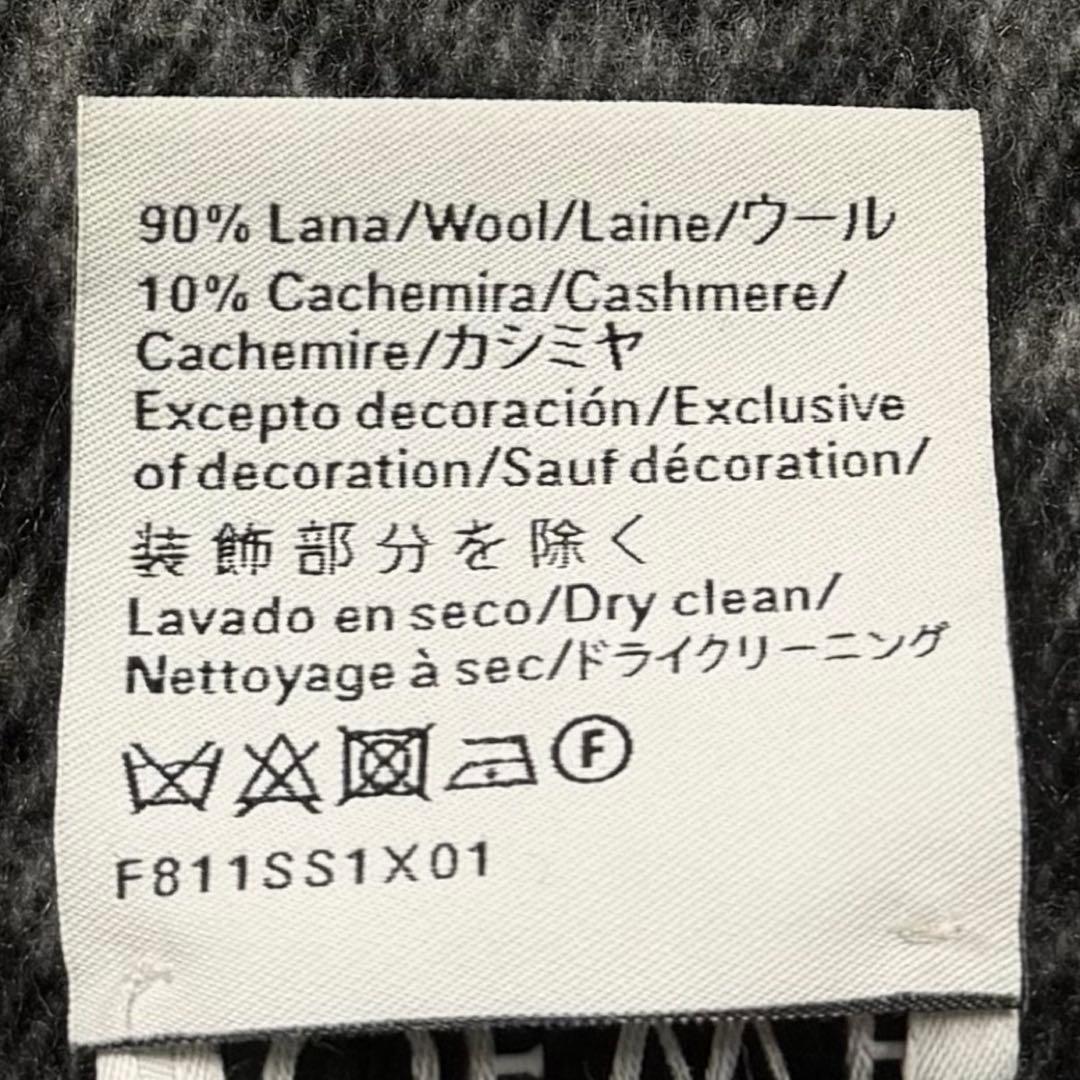 90% Lana/Wool/Laine/ウール
10% Cachemira/Cashmere/
Cachemire/カシミヤ
Excepto decoración/Exclusive
of decoration/Sauf décoration/
装飾部分を除く
Lavado en seco/Dry clean/
Nettoyage à sec/ドライクリーニング
F
F811SS1X01